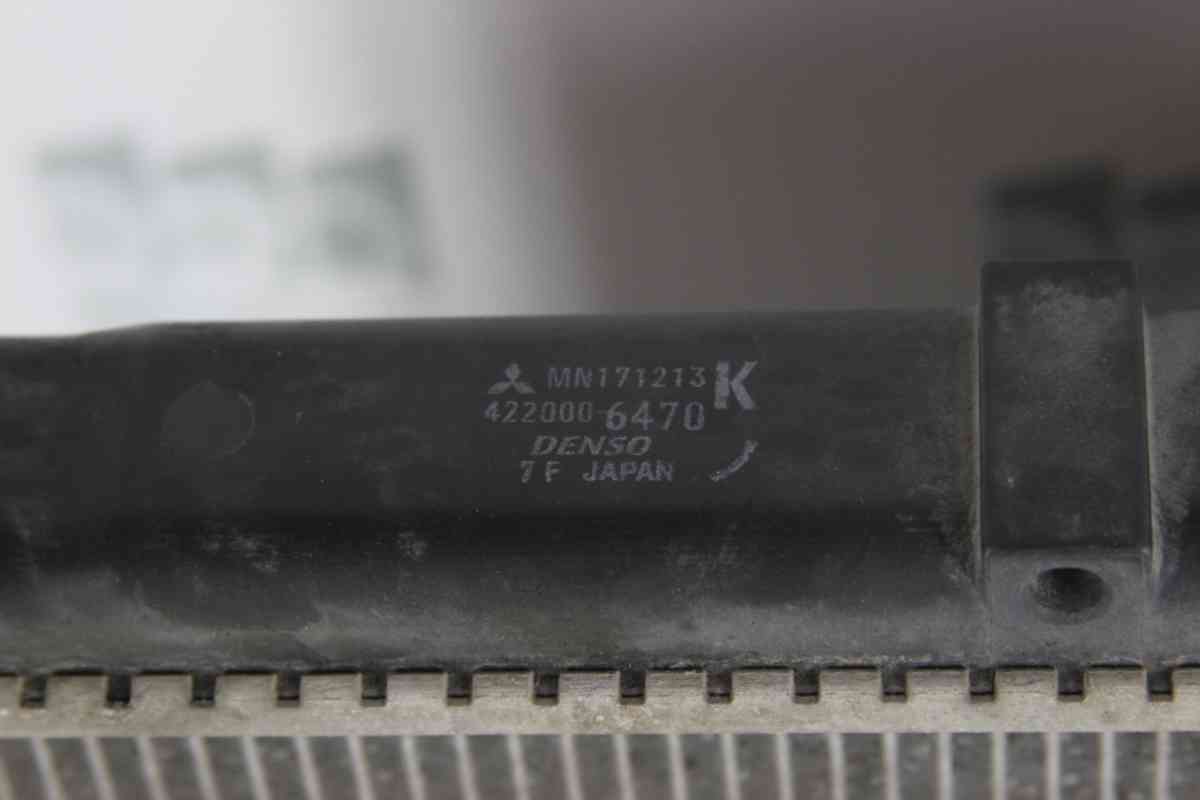 MN171213 K
422000-6470
DENSO
7F JAPAN